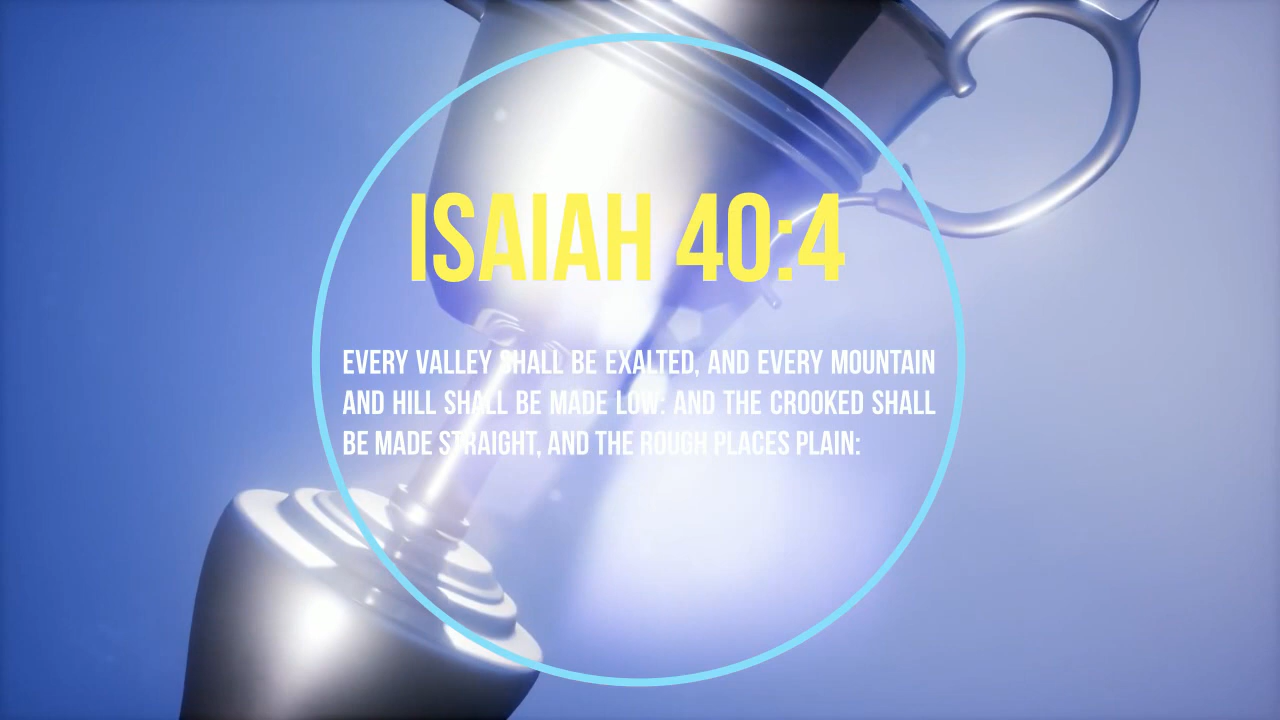 ISAIAH 40:4
EVERY VALLEY SHALL BE EXALTED, AND EVERY MOUNTAIN
AND HILL SHALL BE MADE LOW: AND THE CROOKED SHALL
BE MADE STRAIGHT, AND THE ROUGH PLACES PLAIN: